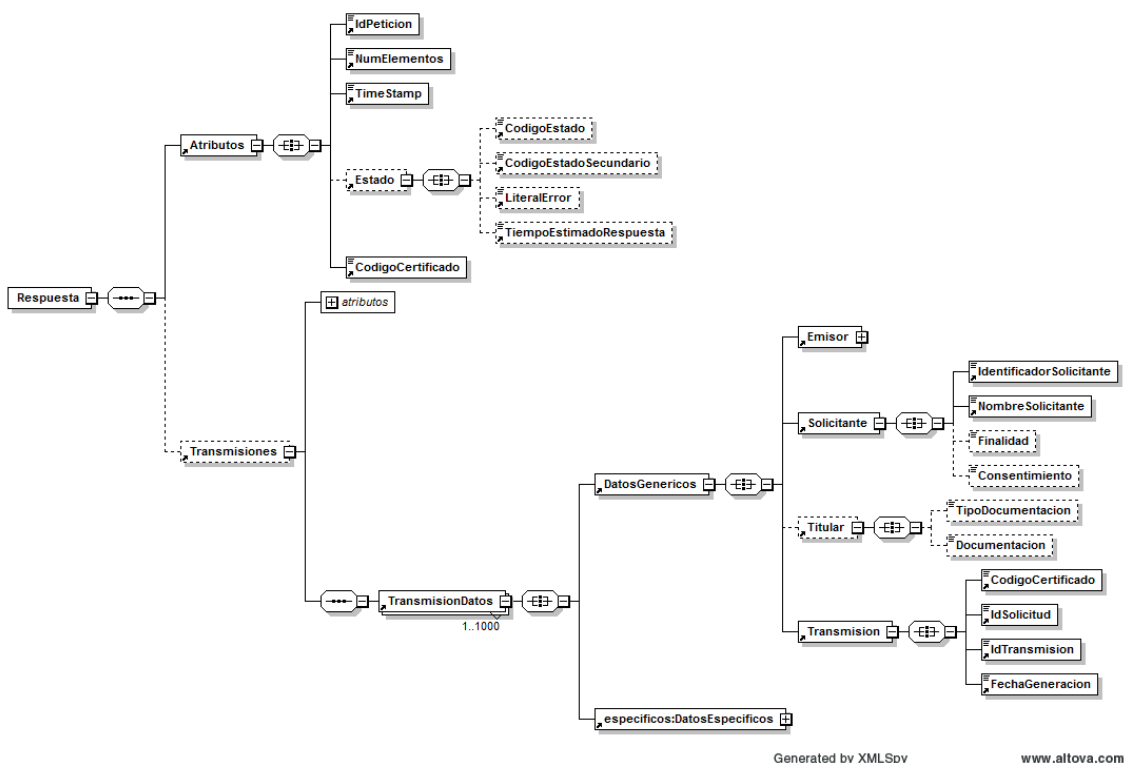 IdPeticion
NumElementos
TimeStamp
CodigoEstado
Atributos
CodigoEstadoSecundario
Estado
LiteralError
TiempoEstimadoRespuesta
CodigoCertificado
Respuesta
atributos
Emisor
IdentificadorSolicitante
NombreSolicitante
Solicitante
Finalidad
Transmisiones
Consentimiento
DatosGenericos
TipoDocumentacion
Titular
Documentacion
CodigoCertificado
TransmisionDatos
1..1000
IdSolicitud
Transmision
IdTransmision
FechaGeneracion
especificos:DatosEspecificos
Generated by XMLSpy
www.altova.com